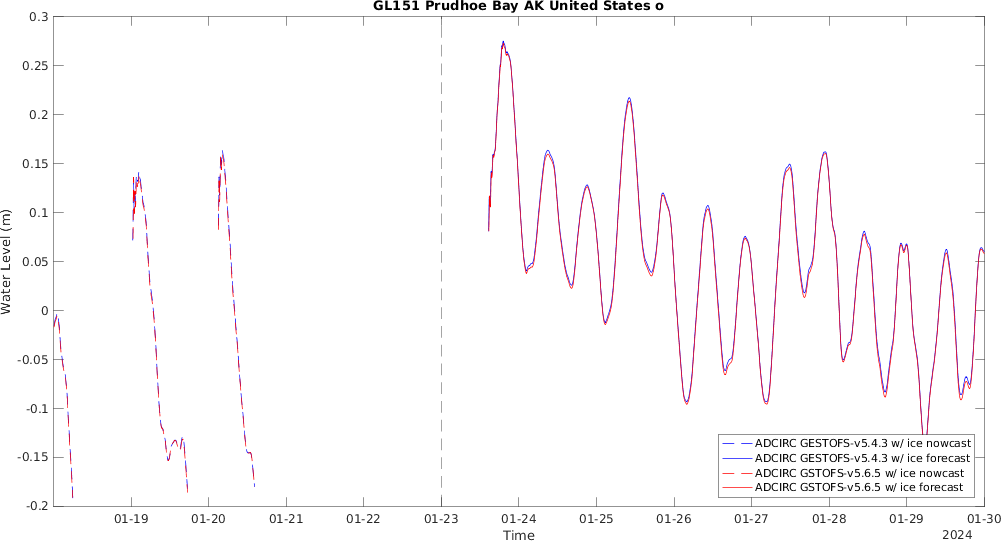 GL151 Prudhoe Bay AK United States o
0.3
0.25
0.2
0.15
0.1
0.05
0
-0.05
-0.1
-0.15
-0.2
Water Level (m)
ADCIRC GESTOFS-v5.4.3 w/ ice nowcast
ADCIRC GESTOFS-v5.4.3 w/ ice forecast
ADCIRC GSTOFS-v5.6.5 w/ ice nowcast
ADCIRC GSTOFS-v5.6.5 w/ ice forecast
01-19 01-20 01-21 01-22 01-23 01-24 01-25 01-26 01-27 01-28 01-29 01-30
Time
2024